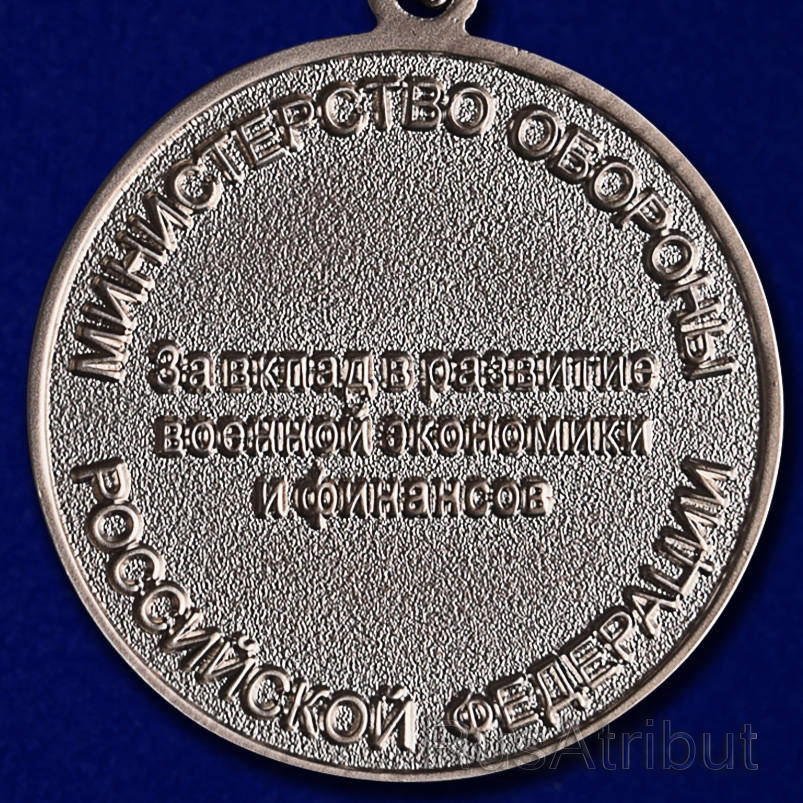 МИНИСТЕРСТВО ОБОРОНЫ
За вклад в развитие
военной экономики
и финансов
РОССИЙСКОЙ ФЕДЕРАЦИИ
RusAtribut